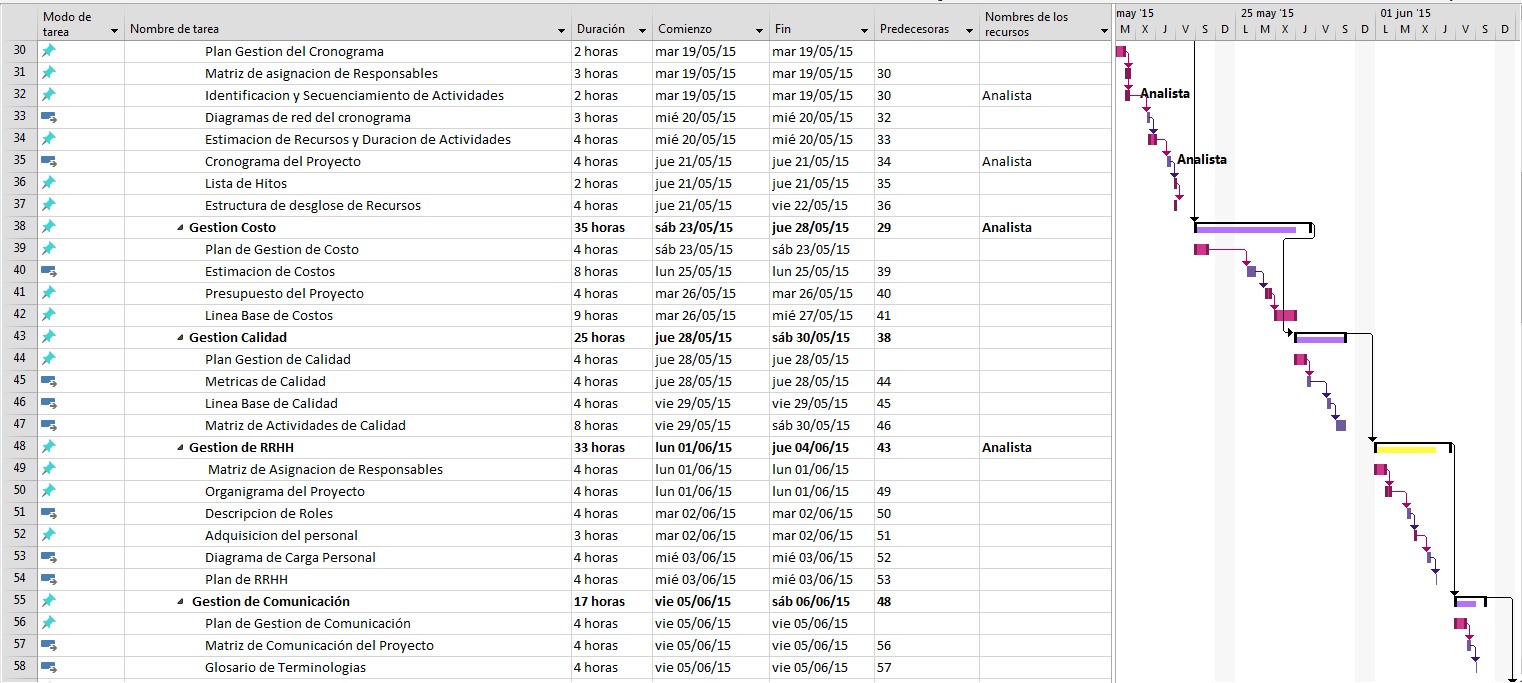 Modo de tarea Nombre de tarea Duración Comienzo Fin Predecesoras Nombres de los recursos may '15 25 may '15 01 jun '15
M X J V S D L M X J V S D L M X J V S D
30 Plan Gestion del Cronograma 2 horas mar 19/05/15 mar 19/05/15
31 Matriz de asignacion de Responsables 3 horas mar 19/05/15 mar 19/05/15 30
32 Identificacion y Secuenciamiento de Actividades 2 horas mar 19/05/15 mar 19/05/15 30 Analista Analista
33 Diagramas de red del cronograma 3 horas mié 20/05/15 mié 20/05/15 32
34 Estimacion de Recursos y Duracion de Actividades 4 horas mié 20/05/15 mié 20/05/15 33
35 Cronograma del Proyecto 4 horas jue 21/05/15 jue 21/05/15 34 Analista Analista
36 Lista de Hitos 2 horas jue 21/05/15 jue 21/05/15 35
37 Estructura de desglose de Recursos 4 horas jue 21/05/15 vie 22/05/15 36
38 Gestion Costo 35 horas sáb 23/05/15 jue 28/05/15 29 Analista
39 Plan de Gestion de Costo 4 horas sáb 23/05/15 sáb 23/05/15
40 Estimacion de Costos 8 horas lun 25/05/15 lun 25/05/15 39
41 Presupuesto del Proyecto 4 horas mar 26/05/15 mar 26/05/15 40
42 Linea Base de Costos 9 horas mar 26/05/15 mié 27/05/15 41
43 Gestion Calidad 25 horas jue 28/05/15 sáb 30/05/15 38
44 Plan Gestion de Calidad 4 horas jue 28/05/15 jue 28/05/15
45 Metricas de Calidad 4 horas jue 28/05/15 jue 28/05/15 44
46 Linea Base de Calidad 4 horas vie 29/05/15 vie 29/05/15 45
47 Matriz de Actividades de Calidad 8 horas vie 29/05/15 sáb 30/05/15 46
48 Gestion de RRHH 33 horas lun 01/06/15 jue 04/06/15 43 Analista
49 Matriz de Asignacion de Responsables 4 horas lun 01/06/15 lun 01/06/15
50 Organigrama del Proyecto 4 horas lun 01/06/15 lun 01/06/15 49
51 Descripcion de Roles 4 horas mar 02/06/15 mar 02/06/15 50
52 Adquisicion del personal 3 horas mar 02/06/15 mar 02/06/15 51
53 Diagrama de Carga Personal 4 horas mié 03/06/15 mié 03/06/15 52
54 Plan de RRHH 4 horas mié 03/06/15 mié 03/06/15 53
55 Gestion de Comunicación 17 horas vie 05/06/15 sáb 06/06/15 48
56 Plan de Gestion de Comunicación 4 horas vie 05/06/15 vie 05/06/15
57 Matriz de Comunicación del Proyecto 4 horas vie 05/06/15 vie 05/06/15 56
58 Glosario de Terminologias 4 horas vie 05/06/15 vie 05/06/15 57